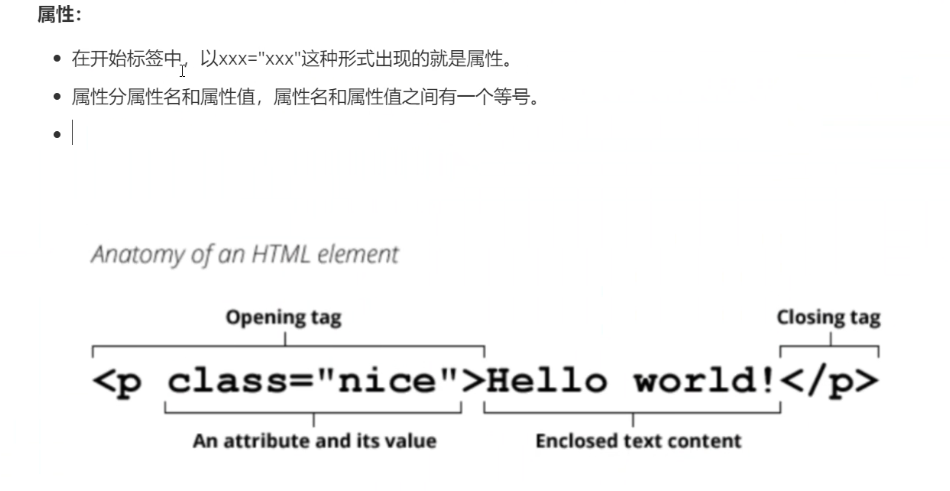 属性：
在开始标签中，以xxx="xxx"这种形式出现的就是属性。
属性分属性名和属性值，属性名和属性值之间有一个等号。
Anatomy of an HTML element
Opening tag
Closing tag
<p class="nice">Hello world!</p>
An attribute and its value
Enclosed text content